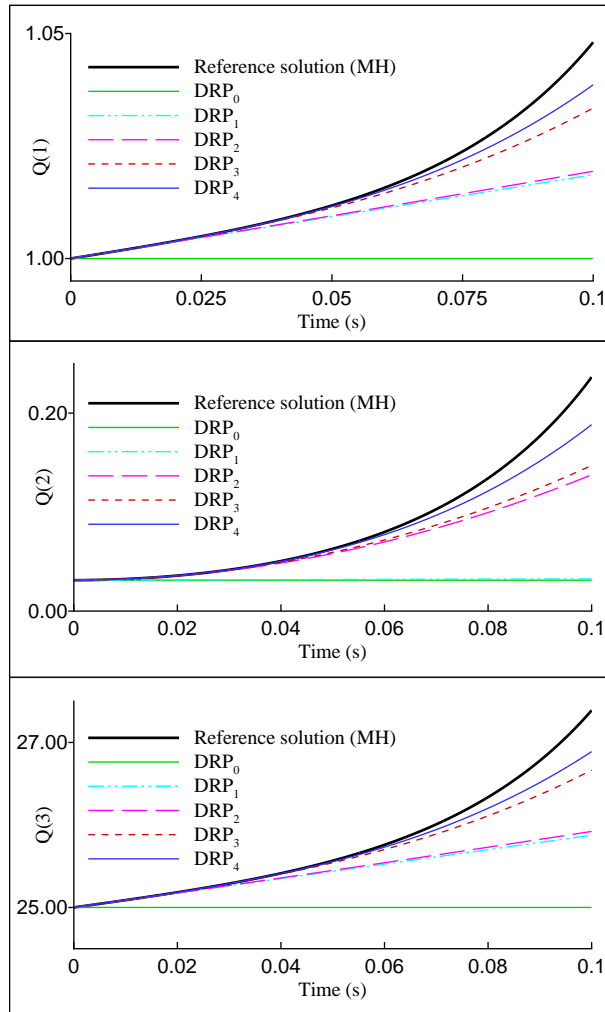 1.05
Reference solution (MH)
DRP0
DRP1
DRP2
DRP3
DRP4
Q(1)
1.00
0 0.025 0.05 0.075 0.1
Time (s)
Reference solution (MH)
0.20
DRP0
DRP1
DRP2
DRP3
DRP4
Q(2)
0.00
0 0.02 0.04 0.06 0.08 0.1
Time (s)
Reference solution (MH)
27.00
DRP0
DRP1
DRP2
DRP3
DRP4
Q(3)
25.00
0 0.02 0.04 0.06 0.08 0.1
Time (s)